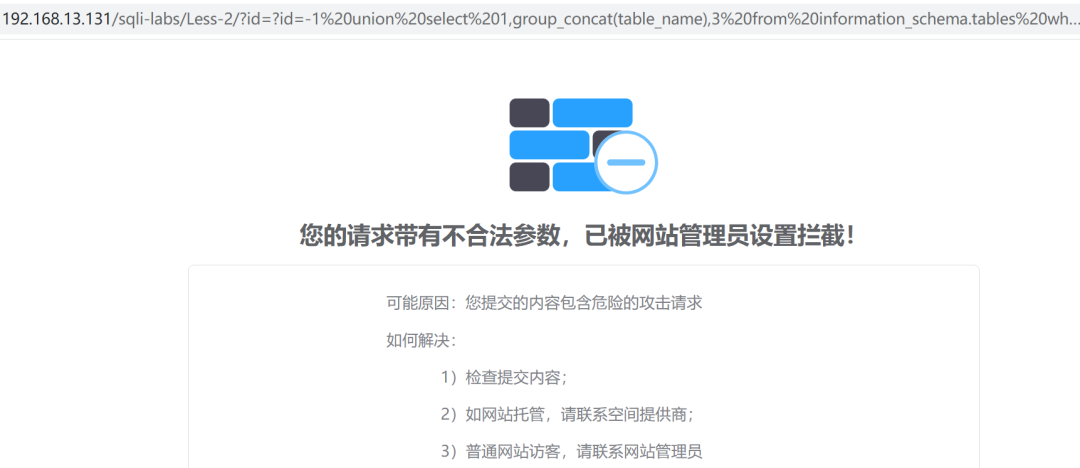 192.168.13.131/sqli-labs/Less-2/?id=?id=-1%20union%20select%201,group_concat(table_name),3%20from%20information_schema.tables%20wh...
您的请求带有不合法参数，已被网站管理员设置拦截！
可能原因：您提交的内容包含危险的攻击请求
如何解决：
1）检查提交内容；
2）如网站托管，请联系空间提供商；
3）普通网站访客，请联系网站管理员